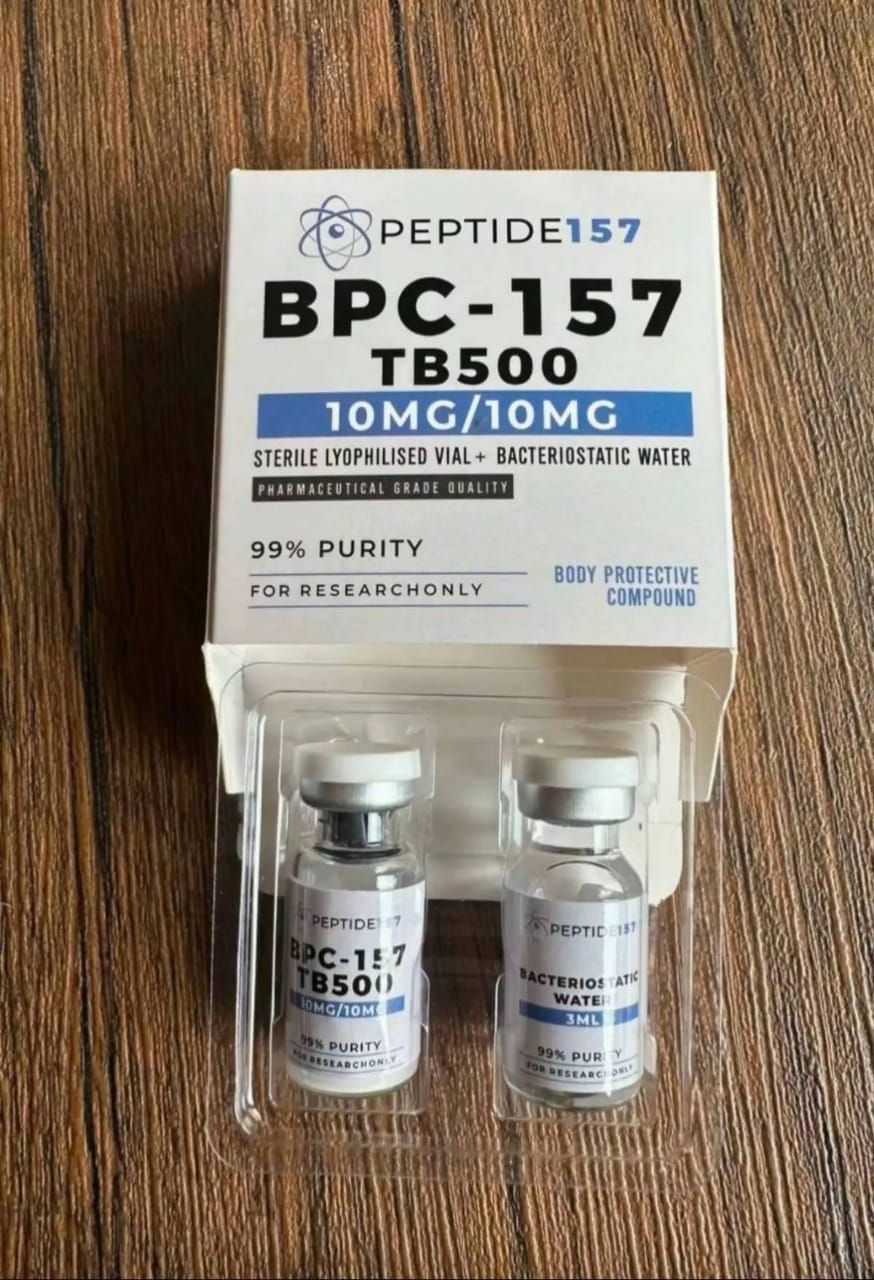 PEPTIDE157
BPC-157
TB500
10MG/10MG
STERILE LYOPHILISED VIAL + BACTERIOSTATIC WATER
PHARMACEUTICAL GRADE QUALITY
99% PURITY
FOR RESEARCHONLY
BODY PROTECTIVE
COMPOUND
PEPTIDE157
BPC-157
TB500
10MG/10MG
99% PURITY
FOR RESEARCHONLY
PEPTIDE157
BACTERIOSTATIC
WATER
3ML
99% PURITY
FOR RESEARCHONLY